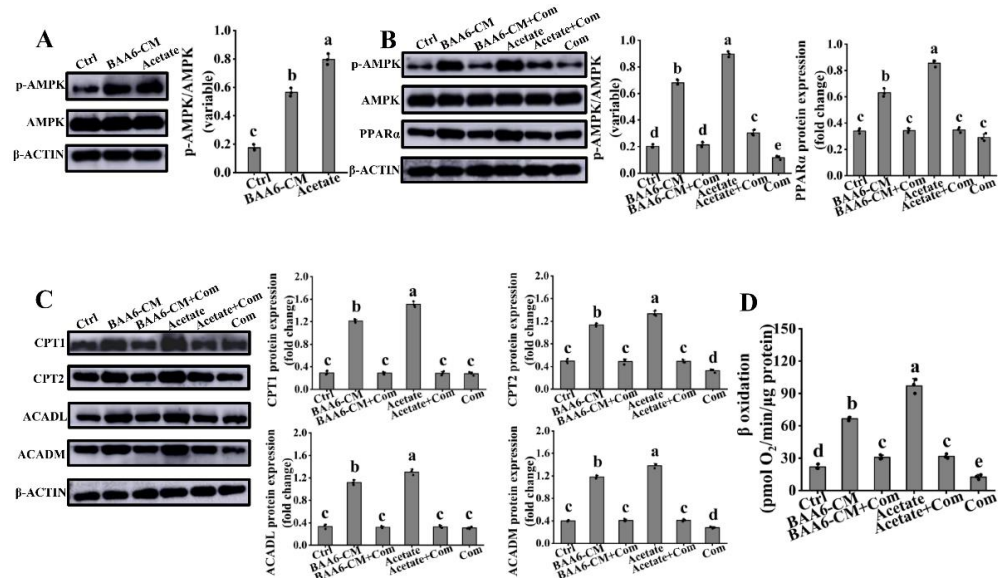 A
Ctrl
BAA6-CM
Acetate
p-AMPK
AMPK
β-ACTIN
p-AMPK/AMPK
(variable)
1.0
0.8
0.6
0.4
0.2
0.0
c
b
a
Ctrl
BAA6-CM
Acetate
B
Ctrl
BAA6-CM
BAA6-CM+Com
Acetate
Acetate+Com
Com
p-AMPK
AMPK
PPARα
β-ACTIN
p-AMPK/AMPK
(variable)
1.0
0.8
0.6
0.4
0.2
0.0
d
b
d
a
c
e
Ctrl
BAA6-CM
BAA6-CM+Com
Acetate
Acetate+Com
Com
PPARα protein expression
(fold change)
1.0
0.8
0.6
0.4
0.2
0.0
c
b
c
a
c
c
Ctrl
BAA6-CM
BAA6-CM+Com
Acetate
Acetate+Com
Com
C
Ctrl
BAA6-CM
BAA6-CM+Com
Acetate
Acetate+Com
Com
CPT1
CPT2
ACADL
ACADM
β-ACTIN
CPT1 protein expression
(fold change)
2.0
1.6
1.2
0.8
0.4
0.0
c
b
c
a
c
c
Ctrl
BAA6-CM
BAA6-CM+Com
Acetate
Acetate+Com
Com
CPT2 protein expression
(fold change)
2.0
1.6
1.2
0.8
0.4
0.0
c
b
c
a
c
d
Ctrl
BAA6-CM
BAA6-CM+Com
Acetate
Acetate+Com
Com
ACADL protein expression
(fold change)
2.0
1.6
1.2
0.8
0.4
0.0
c
b
c
a
c
c
Ctrl
BAA6-CM
BAA6-CM+Com
Acetate
Acetate+Com
Com
ACADM protein expression
(fold change)
2.0
1.6
1.2
0.8
0.4
0.0
c
b
c
a
c
d
Ctrl
BAA6-CM
BAA6-CM+Com
Acetate
Acetate+Com
Com
D
β oxidation
(pmol O₂/min/ug protein)
150
120
90
60
30
0
d
b
c
a
c
e
Ctrl
BAA6-CM
BAA6-CM+Com
Acetate
Acetate+Com
Com